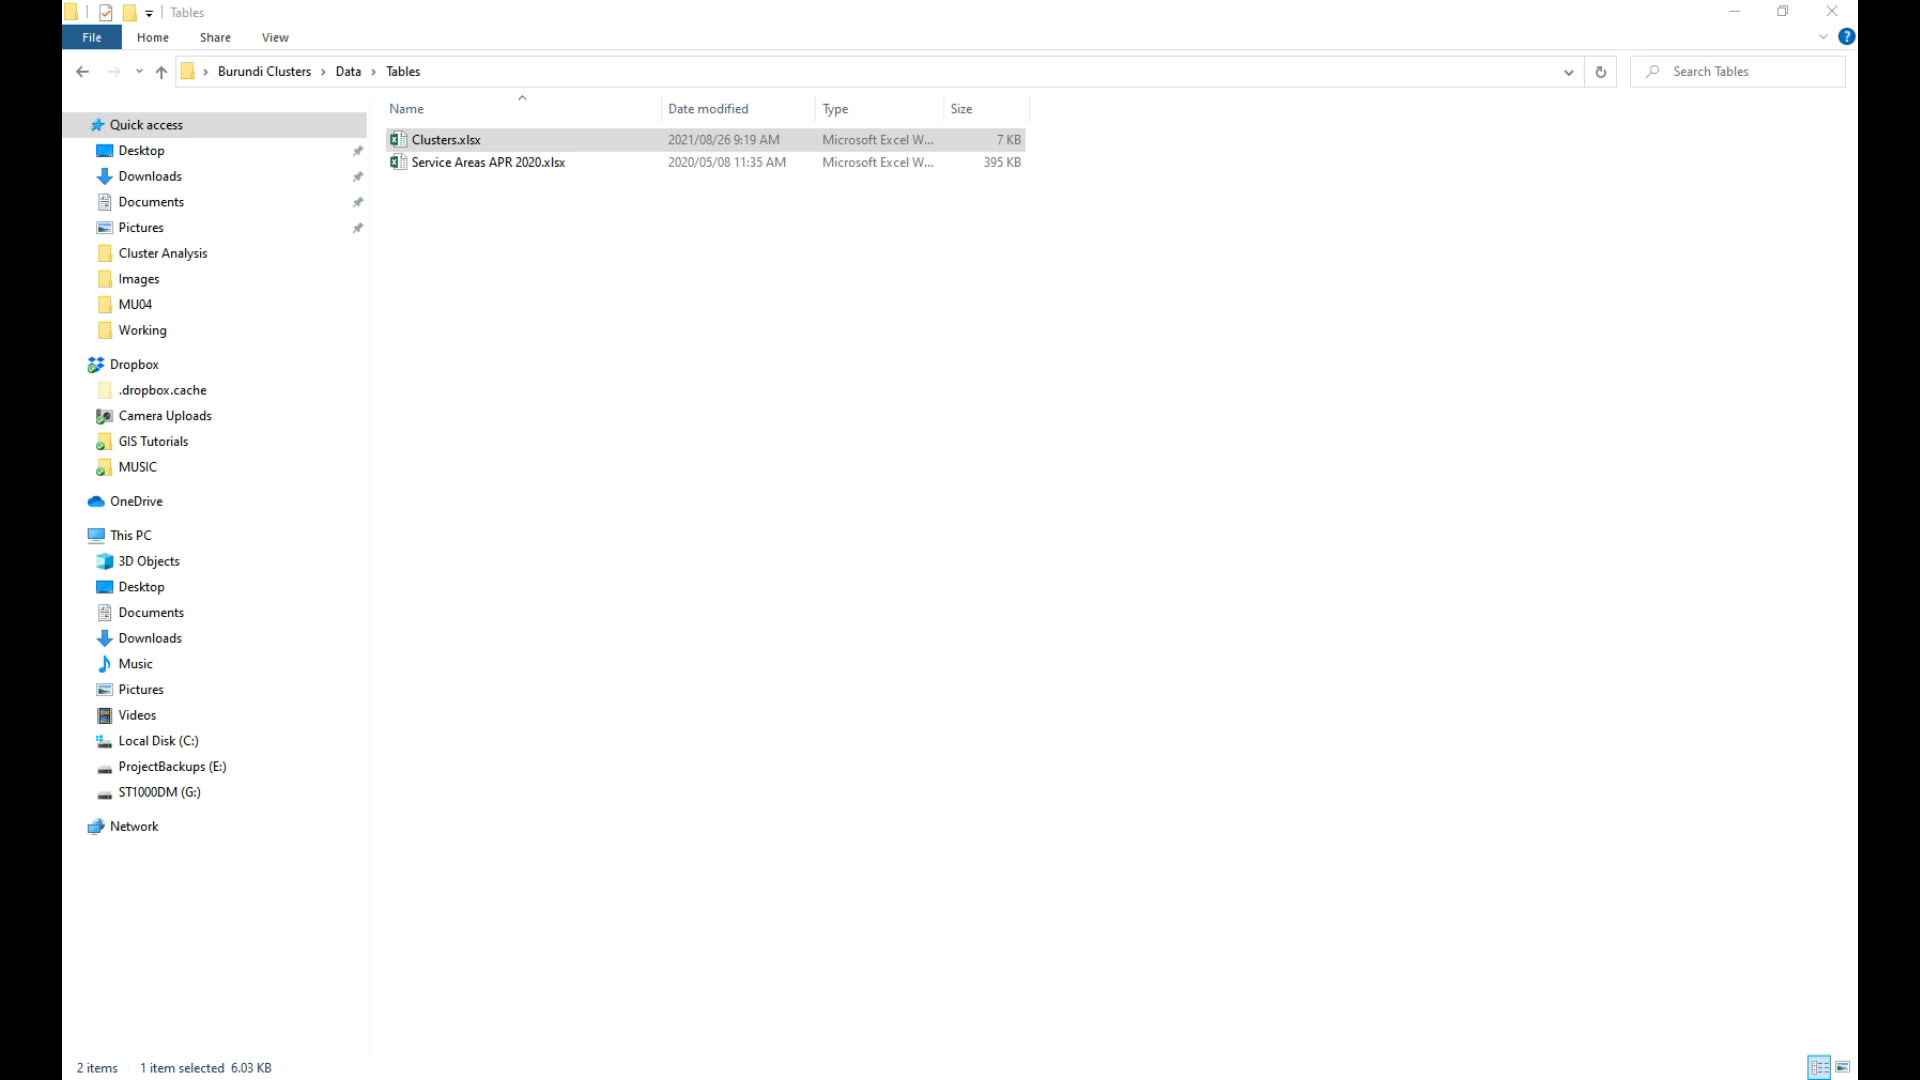 Tables
File Home Share View
Burundi Clusters Data Tables
Search Tables
Name Date modified Type Size
Clusters.xlsx 2021/08/26 9:19 AM Microsoft Excel W... 7 KB
Service Areas APR 2020.xlsx 2020/05/08 11:35 AM Microsoft Excel W... 395 KB
Quick access
Desktop
Downloads
Documents
Pictures
Cluster Analysis
Images
MU04
Working
Dropbox
.dropbox.cache
Camera Uploads
GIS Tutorials
MUSIC
OneDrive
This PC
3D Objects
Desktop
Documents
Downloads
Music
Pictures
Videos
Local Disk (C:)
ProjectBackups (E:)
ST1000DM (G:)
Network
2 items 1 item selected 6.03 KB